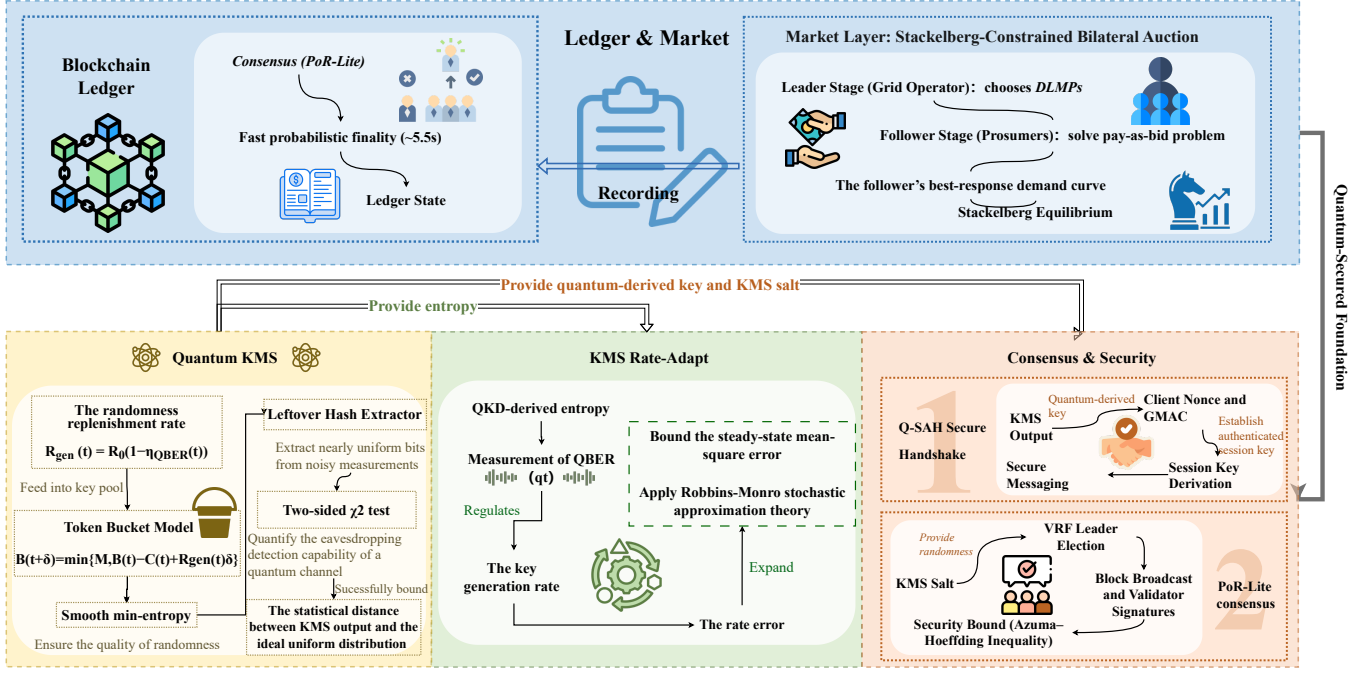 Ledger & Market
Blockchain
Ledger
Consensus (PoR-Lite)
Fast probabilistic finality (~5.5s)
Ledger State
Recording
Market Layer: Stackelberg-Constrained Bilateral Auction
Leader Stage (Grid Operator): chooses DLMPs
Follower Stage (Prosumers): solve pay-as-bid problem
The follower's best-response demand curve
Stackelberg Equilibrium
Quantum-Secured Foundation
Provide quantum-derived key and KMS salt
Provide entropy
Quantum KMS
The randomness
replenishment rate
Rgen (t) = R0(1−ηQBER(t))
Feed into key pool
Token Bucket Model
B(t+δ)=min{M,B(t)−C(t)+Rgen(t)δ}
Smooth min-entropy
Ensure the quality of randomness
Leftover Hash Extractor
Extract nearly uniform bits
from noisy measurements
Two-sided χ2 test
Quantify the eavesdropping
detection capability of a
quantum channel
Sucessfully bound
The statistical distance
between KMS output and the
ideal uniform distribution
KMS Rate-Adapt
QKD-derived entropy
Measurement of QBER
(qt)
Regulates
The key
generation rate
The rate error
Expand
Bound the steady-state mean-
square error
Apply Robbins-Monro stochastic
approximation theory
Consensus & Security
1
Q-SAH Secure
Handshake
KMS
Output
Quantum-derived
key
Client Nonce and
GMAC
Establish
authenticated
session key
Session Key
Derivation
Secure
Messaging
2
PoR-Lite
consensus
Provide
randomness
KMS Salt
VRF Leader
Election
Block Broadcast
and Validator
Signatures
Security Bound (Azuma–
Hoeffding Inequality)